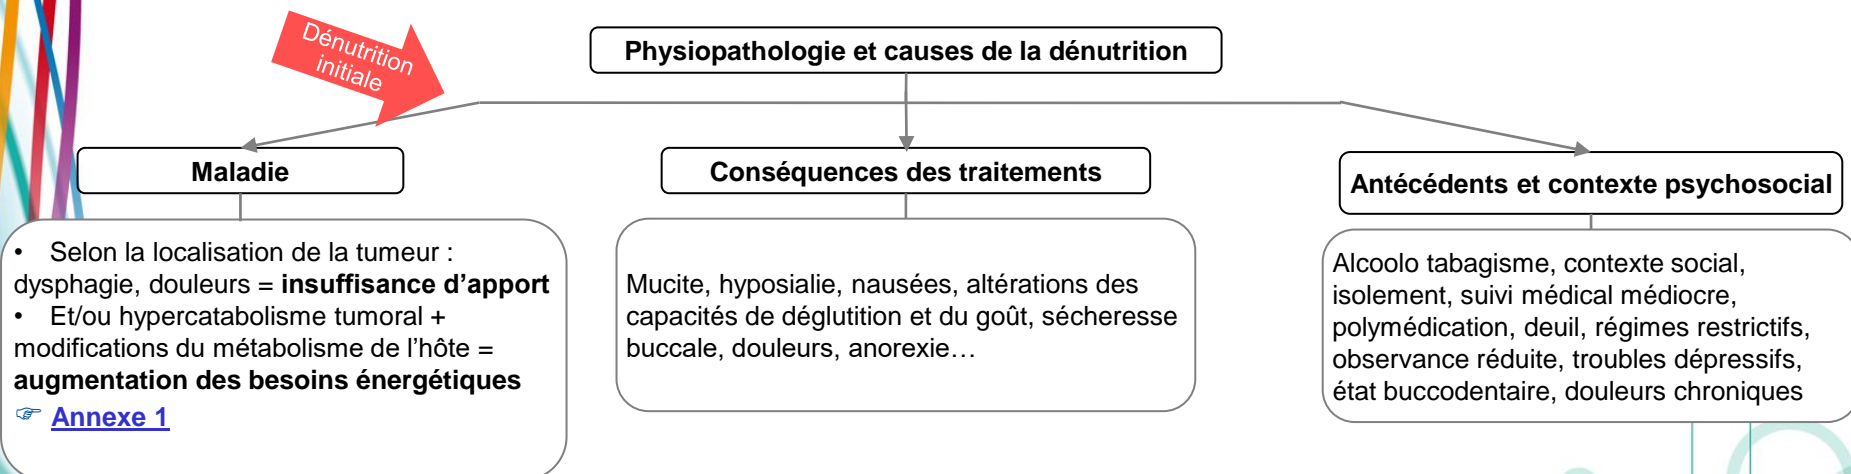 Dénutrition
initiale
Physiopathologie et causes de la dénutrition
Maladie
• Selon la localisation de la tumeur :
dysphagie, douleurs = insuffisance d’apport
• Et/ou hypercatabolisme tumoral +
modifications du métabolisme de l’hôte =
augmentation des besoins énergétiques
☞ Annexe 1
Conséquences des traitements
Mucite, hyposialie, nausées, altérations des
capacités de déglutition et du goût, sécheresse
buccale, douleurs, anorexie…
Antécédents et contexte psychosocial
Alcoolo tabagisme, contexte social,
isolement, suivi médical médiocre,
polymédication, deuil, régimes restrictifs,
observance réduite, troubles dépressifs,
état buccodentaire, douleurs chroniques